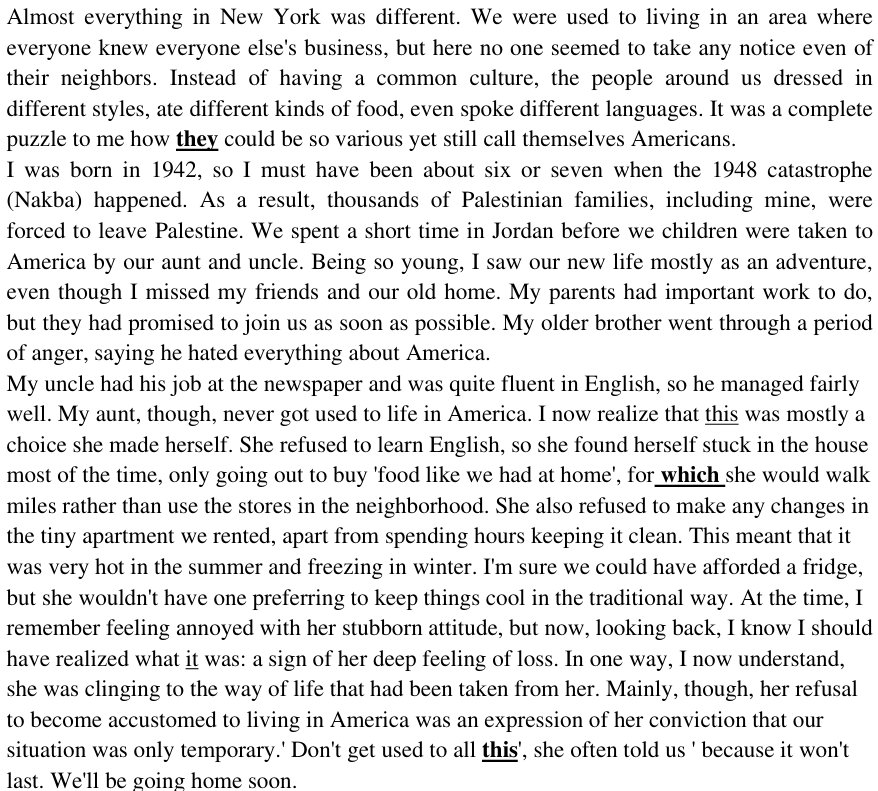 Almost everything in New York was different. We were used to living in an area where
everyone knew everyone else's business, but here no one seemed to take any notice even of
their neighbors. Instead of having a common culture, the people around us dressed in
different styles, ate different kinds of food, even spoke different languages. It was a complete
puzzle to me how they could be so various yet still call themselves Americans.
I was born in 1942, so I must have been about six or seven when the 1948 catastrophe
(Nakba) happened. As a result, thousands of Palestinian families, including mine, were
forced to leave Palestine. We spent a short time in Jordan before we children were taken to
America by our aunt and uncle. Being so young, I saw our new life mostly as an adventure,
even though I missed my friends and our old home. My parents had important work to do,
but they had promised to join us as soon as possible. My older brother went through a period
of anger, saying he hated everything about America.
My uncle had his job at the newspaper and was quite fluent in English, so he managed fairly
well. My aunt, though, never got used to life in America. I now realize that this was mostly a
choice she made herself. She refused to learn English, so she found herself stuck in the house
most of the time, only going out to buy 'food like we had at home', for which she would walk
miles rather than use the stores in the neighborhood. She also refused to make any changes in
the tiny apartment we rented, apart from spending hours keeping it clean. This meant that it
was very hot in the summer and freezing in winter. I'm sure we could have afforded a fridge,
but she wouldn't have one preferring to keep things cool in the traditional way. At the time, I
remember feeling annoyed with her stubborn attitude, but now, looking back, I know I should
have realized what it was: a sign of her deep feeling of loss. In one way, I now understand,
she was clinging to the way of life that had been taken from her. Mainly, though, her refusal
to become accustomed to living in America was an expression of her conviction that our
situation was only temporary.' Don't get used to all this', she often told us ' because it won't
last. We'll be going home soon.